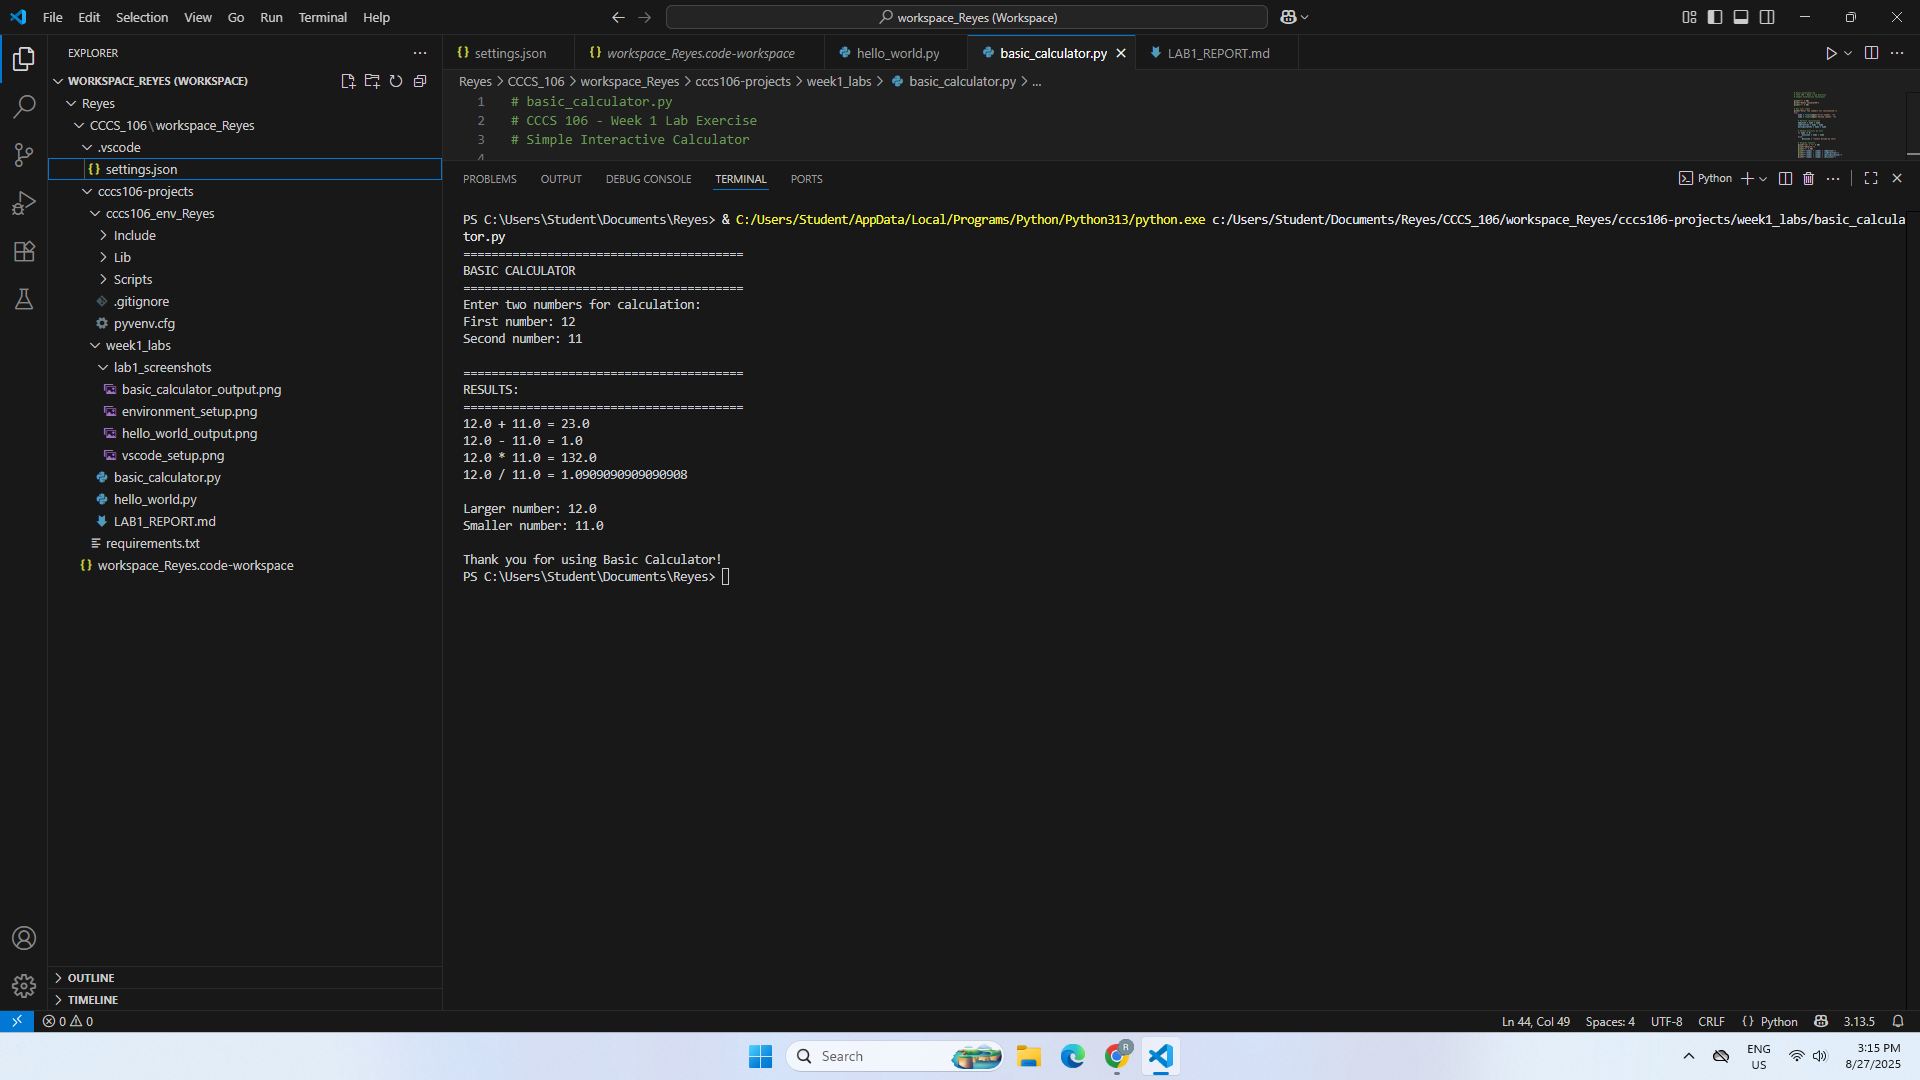 File Edit Selection View Go Run Terminal Help
workspace_Reyes (Workspace)
EXPLORER
WORKSPACE_REYES (WORKSPACE)
Reyes
CCCS_106\workspace_Reyes
.vscode
settings.json
cccs106-projects
cccs106_env_Reyes
Include
Lib
Scripts
.gitignore
pyvenv.cfg
week1_labs
lab1_screenshots
basic_calculator_output.png
environment_setup.png
hello_world_output.png
vscode_setup.png
basic_calculator.py
hello_world.py
LAB1_REPORT.md
requirements.txt
workspace_Reyes.code-workspace
OUTLINE
TIMELINE
settings.json workspace_Reyes.code-workspace hello_world.py basic_calculator.py LAB1_REPORT.md
Reyes > CCCS_106 > workspace_Reyes > cccs106-projects > week1_labs > basic_calculator.py > ...
1 # basic_calculator.py
2 # CCCS 106 - Week 1 Lab Exercise
3 # Simple Interactive Calculator
4
PROBLEMS OUTPUT DEBUG CONSOLE TERMINAL PORTS
Python
PS C:\Users\Student\Documents\Reyes> & C:/Users/Student/AppData/Local/Programs/Python/Python313/python.exe c:/Users/Student/Documents/Reyes/CCCS_106/workspace_Reyes/cccs106-projects/week1_labs/basic_calcula
tor.py
========================================
BASIC CALCULATOR
========================================
Enter two numbers for calculation:
First number: 12
Second number: 11
========================================
RESULTS:
========================================
12.0 + 11.0 = 23.0
12.0 - 11.0 = 1.0
12.0 * 11.0 = 132.0
12.0 / 11.0 = 1.0909090909090908
Larger number: 12.0
Smaller number: 11.0
Thank you for using Basic Calculator!
PS C:\Users\Student\Documents\Reyes>
0 0
Ln 44, Col 49 Spaces: 4 UTF-8 CRLF {} Python 3.13.5
Search
R
ENG
US
3:15 PM
8/27/2025